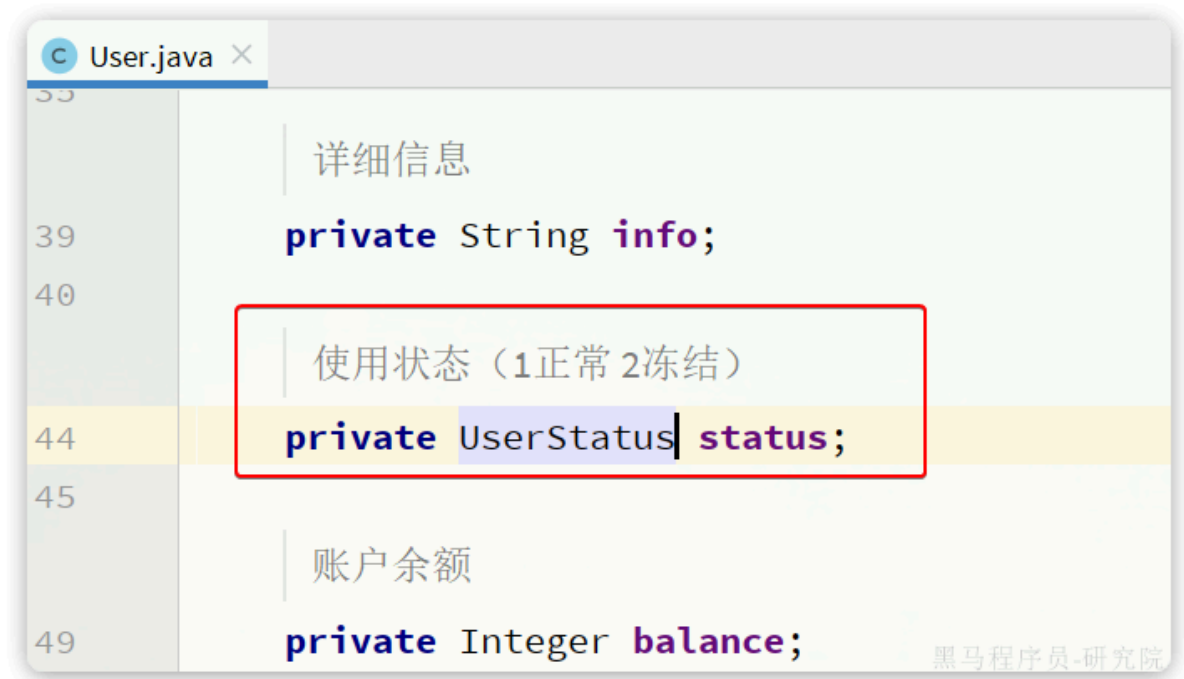 User.java
35
详细信息
39 private String info;
40
使用状态（1正常 2冻结）
44 private UserStatus status;
45
账户余额
49 private Integer balance;
黑马程序员-研究院